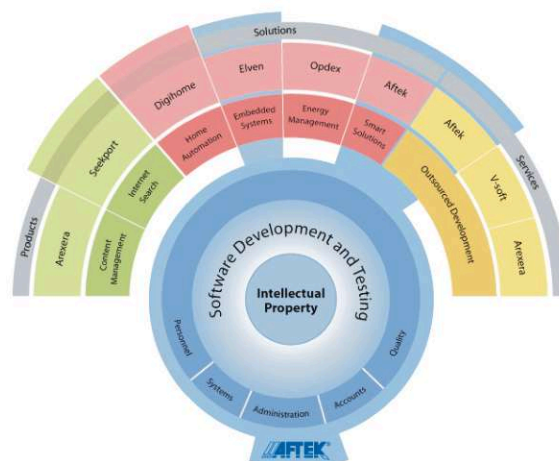 Solutions
Products
Services
Arexera
Seekport
Digihome
Elven
Opdex
Aftek
Aftek
V-soft
Arexera
Content
Management
Internet
Search
Home
Automation
Embedded
Systems
Energy
Management
Smart
Solutions
Outsourced Development
Software Development and Testing
Intellectual
Property
Personnel
Systems
Administration
Accounts
Quality
AFTEK